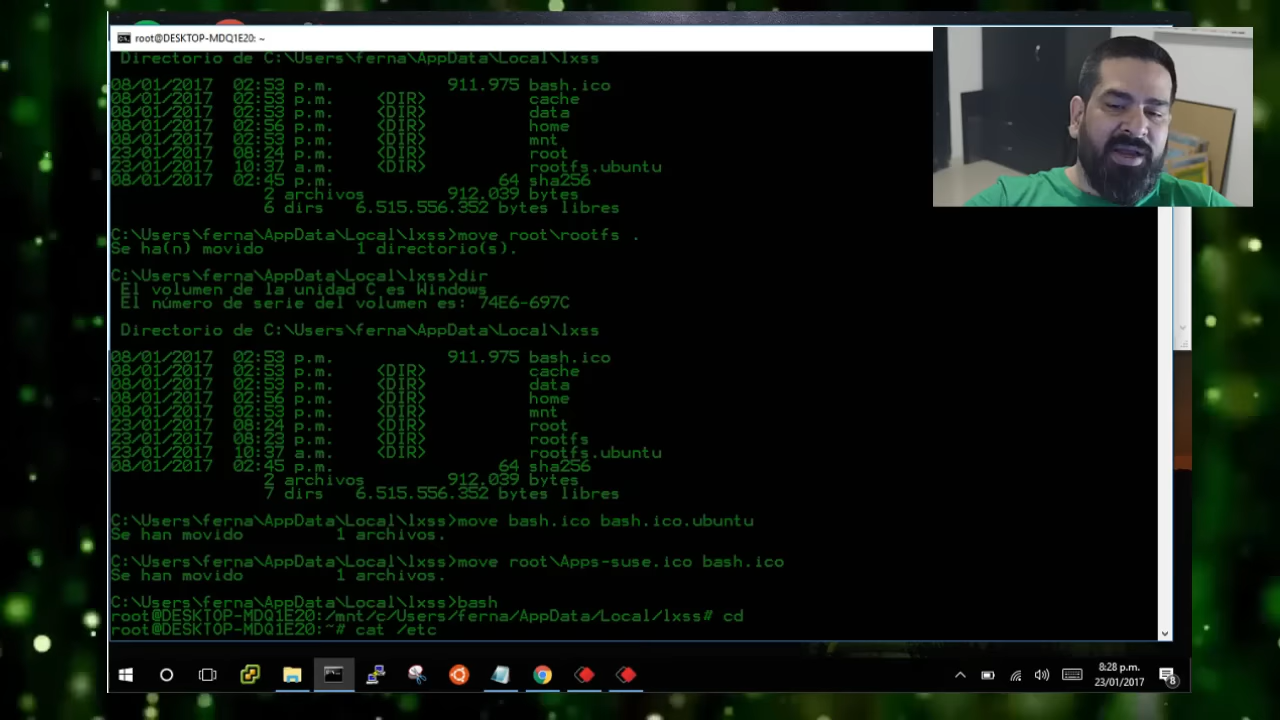 root@DESKTOP-MDQ1E20: ~
Directorio de C:\Users\ferna\AppData\Local\lxss
08/01/2017 02:53 p.m. 911.975 bash.ico
08/01/2017 02:53 p.m. <DIR> cache
08/01/2017 02:53 p.m. <DIR> data
08/01/2017 02:56 p.m. <DIR> home
08/01/2017 02:53 p.m. <DIR> mnt
23/01/2017 08:24 p.m. <DIR> root
23/01/2017 10:37 a.m. <DIR> rootfs.ubuntu
08/01/2017 02:45 p.m. 64 sha256
2 archivos 912.039 bytes
6 dirs 6.515.556.352 bytes libres
C:\Users\ferna\AppData\Local\lxss>move root\rootfs .
Se ha(n) movido 1 directorio(s).
C:\Users\ferna\AppData\Local\lxss>dir
El volumen de la unidad C es Windows
El número de serie del volumen es: 74E6-697C
Directorio de C:\Users\ferna\AppData\Local\lxss
08/01/2017 02:53 p.m. 911.975 bash.ico
08/01/2017 02:53 p.m. <DIR> cache
08/01/2017 02:53 p.m. <DIR> data
08/01/2017 02:56 p.m. <DIR> home
08/01/2017 02:53 p.m. <DIR> mnt
23/01/2017 08:24 p.m. <DIR> root
23/01/2017 08:23 p.m. <DIR> rootfs
23/01/2017 10:37 a.m. <DIR> rootfs.ubuntu
08/01/2017 02:45 p.m. 64 sha256
2 archivos 912.039 bytes
7 dirs 6.515.556.352 bytes libres
C:\Users\ferna\AppData\Local\lxss>move bash.ico bash.ico.ubuntu
Se han movido 1 archivos.
C:\Users\ferna\AppData\Local\lxss>move root\Apps-suse.ico bash.ico
Se han movido 1 archivos.
C:\Users\ferna\AppData\Local\lxss>bash
root@DESKTOP-MDQ1E20:/mnt/c/Users/ferna/AppData/Local/lxss# cd
root@DESKTOP-MDQ1E20:~# cat /etc
8:28 p.m.
23/01/2017
8